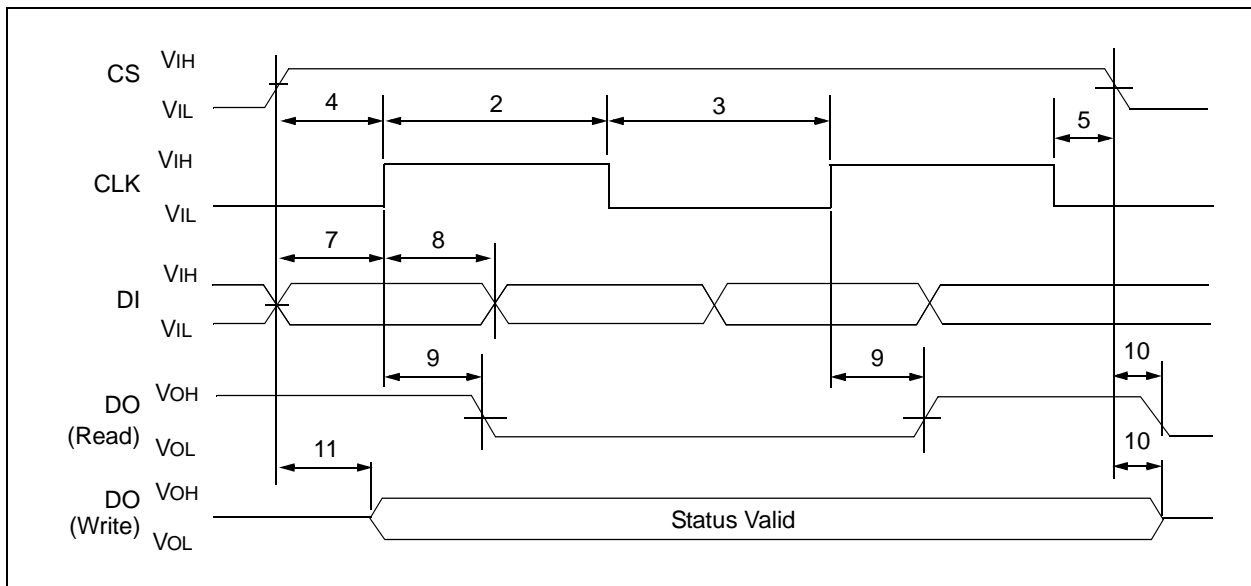 CS
VIH
VIL
4
2
3
5
CLK
VIH
VIL
7
8
DI
VIH
VIL
9
9
10
DO
(Read)
VOH
VOL
11
10
DO
(Write)
VOH
VOL
Status Valid